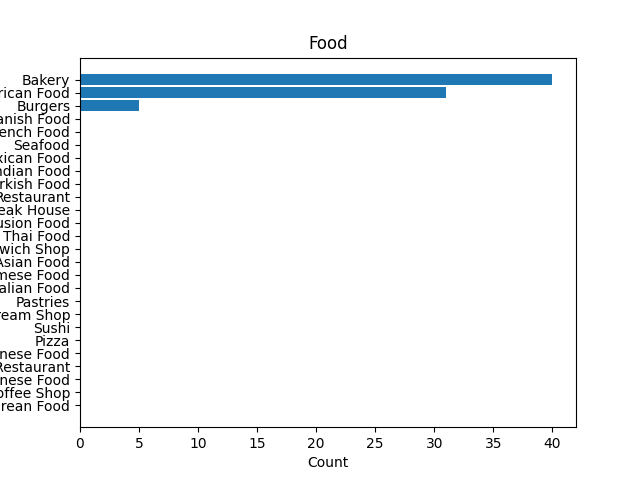 Food
Bakery
rican Food
Burgers
anish Food
ench Food
Seafood
xican Food
ndian Food
rkish Food
Restaurant
eak House
usion Food
Thai Food
wich Shop
Asian Food
mese Food
alian Food
Pastries
ream Shop
Sushi
Pizza
nese Food
Restaurant
nese Food
offee Shop
rean Food
0 5 10 15 20 25 30 35 40
Count